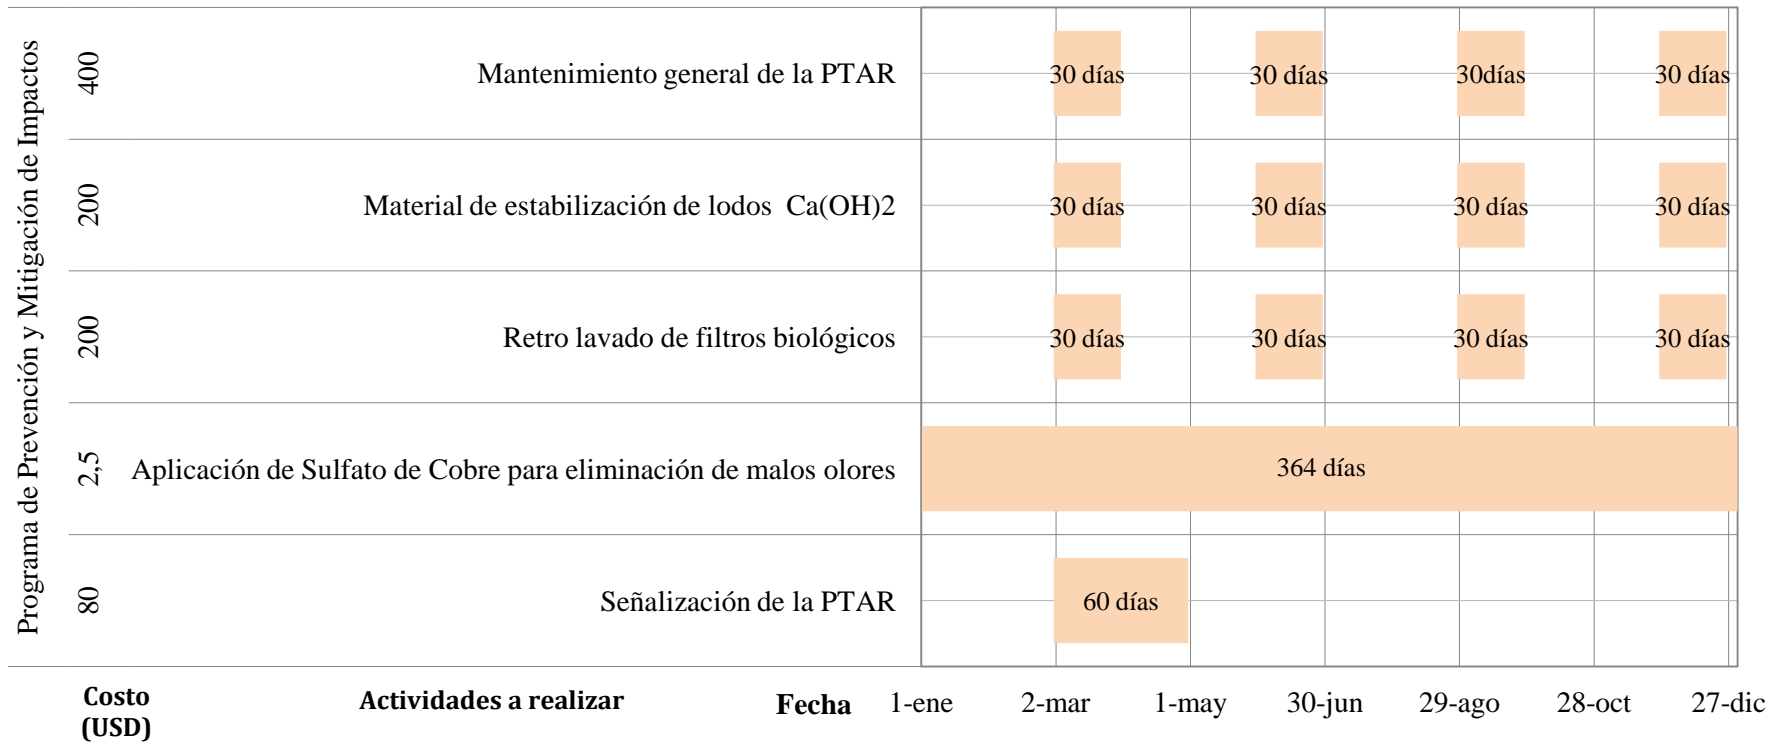 Programa de Prevención y Mitigación de Impactos
400
Mantenimiento general de la PTAR
30 días
30 días
30días
30 días
200
Material de estabilización de lodos  Ca(OH)2
30 días
30 días
30 días
30 días
200
Retro lavado de filtros biológicos
30 días
30 días
30 días
30 días
2,5
Aplicación de Sulfato de Cobre para eliminación de malos olores
364 días
80
Señalización de la PTAR
60 días
Costo
(USD)
Actividades a realizar
Fecha
1-ene
2-mar
1-may
30-jun
29-ago
28-oct
27-dic